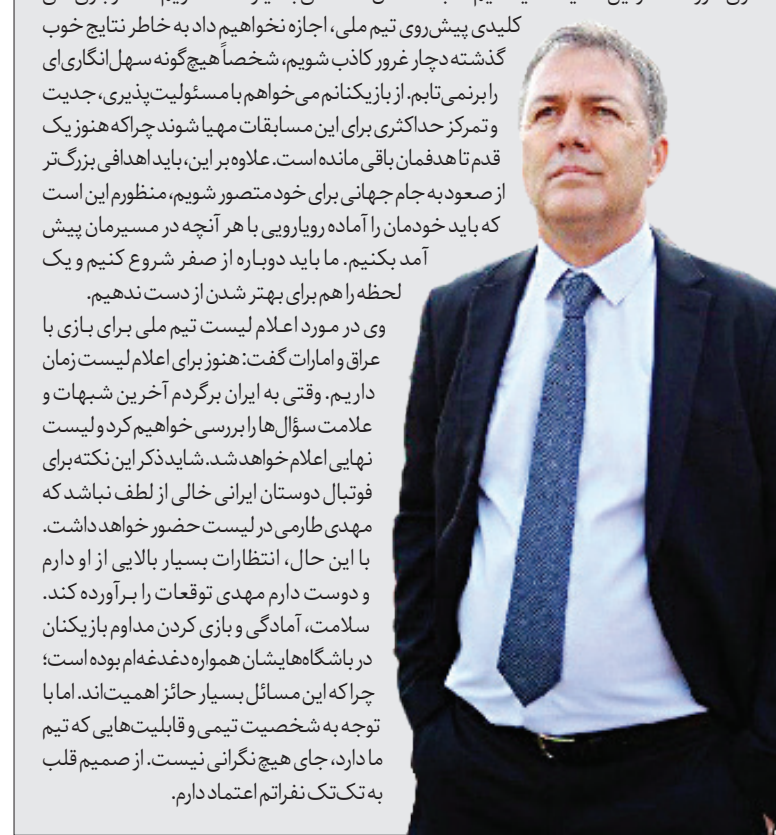 کلیدی پیش‌روی تیم ملی، اجازه نخواهیم داد به خاطر نتایج خوب
گذشته دچار غرور کاذب شویم، شخصاً هیچ‌گونه سهل‌انگاری‌ای
را برنمی‌تابم. از بازیکنانم می‌خواهم با مسئولیت‌پذیری، جدیت
و تمرکز حداکثری برای این مسابقات مهیا شوند چراکه هنوز یک
قدم تا هدفمان باقی مانده است. علاوه بر این، باید اهدافی بزرگ‌تر
از صعود به جام جهانی برای خود متصور شویم، منظورم این است
که باید خودمان را آماده رویارویی با هر آنچه در مسیرمان پیش
آمد بکنیم. ما باید دوباره از صفر شروع کنیم و یک
لحظه را هم برای بهتر شدن از دست ندهیم.
وی در مورد اعلام لیست تیم ملی برای بازی با
عراق و امارات گفت: هنوز برای اعلام لیست زمان
داریم. وقتی به ایران برگردم آخرین شبهات و
علامت سؤال‌ها را بررسی خواهیم کرد و لیست
نهایی اعلام خواهد شد. شاید ذکر این نکته برای
فوتبال دوستان ایرانی خالی از لطف نباشد که
مهدی طارمی در لیست حضور خواهد داشت.
با این حال، انتظارات بسیار بالایی از او دارم
و دوست دارم مهدی توقعات را برآورده کند.
سلامت، آمادگی و بازی کردن مداوم بازیکنان
در باشگاه‌هایشان همواره دغدغه‌ام بوده است؛
چراکه این مسائل بسیار حائز اهمیت‌اند. اما با
توجه به شخصیت تیمی و قابلیت‌هایی که تیم
ما دارد، جای هیچ نگرانی نیست. از صمیم قلب
به تک‌تک نفراتم اعتماد دارم.